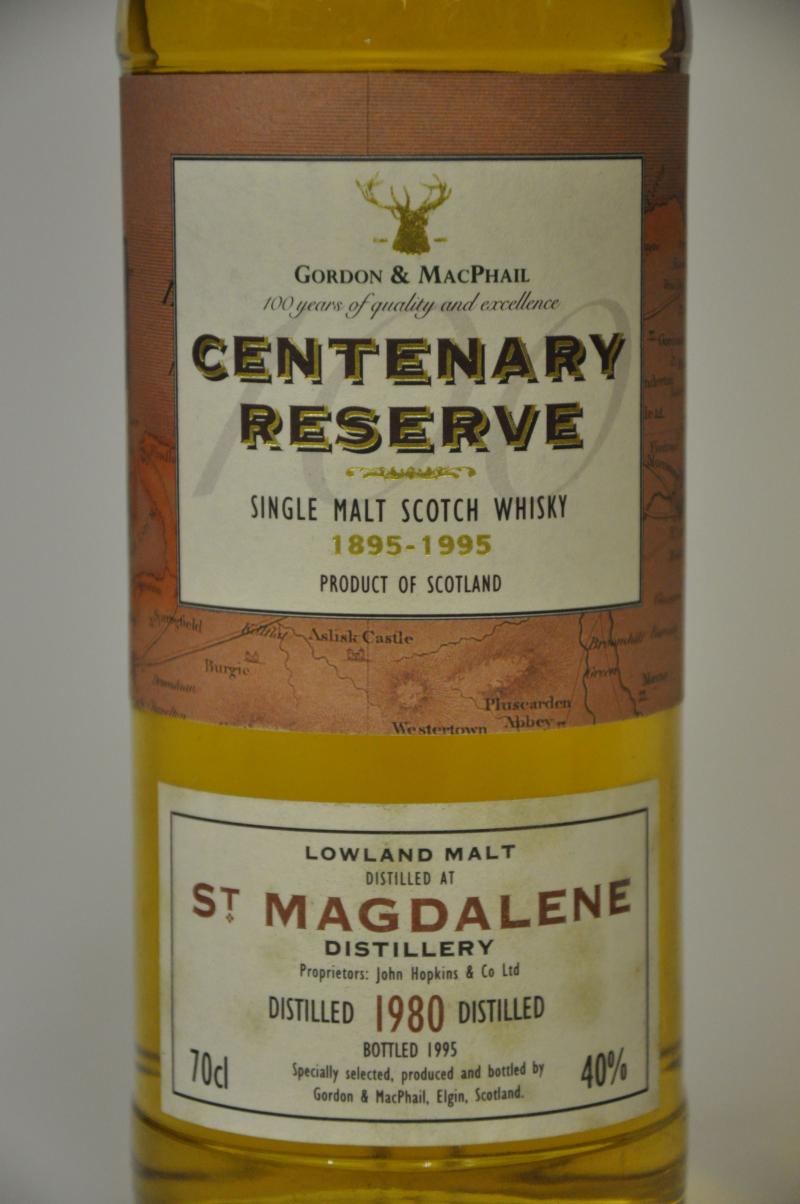 GORDON & MACPHAIL
100 years of quality and excellence
100
CENTENARY
RESERVE
SINGLE MALT SCOTCH WHISKY
1895-1995
PRODUCT OF SCOTLAND
Aslisk Castle
Burgie
Pluscarden
Abbey
Westertown
LOWLAND MALT
DISTILLED AT
ST MAGDALENE
DISTILLERY
Proprietors: John Hopkins & Co Ltd
DISTILLED 1980 DISTILLED
BOTTLED 1995
70cl
Specially selected, produced and bottled by
40%
Gordon & MacPhail, Elgin, Scotland.